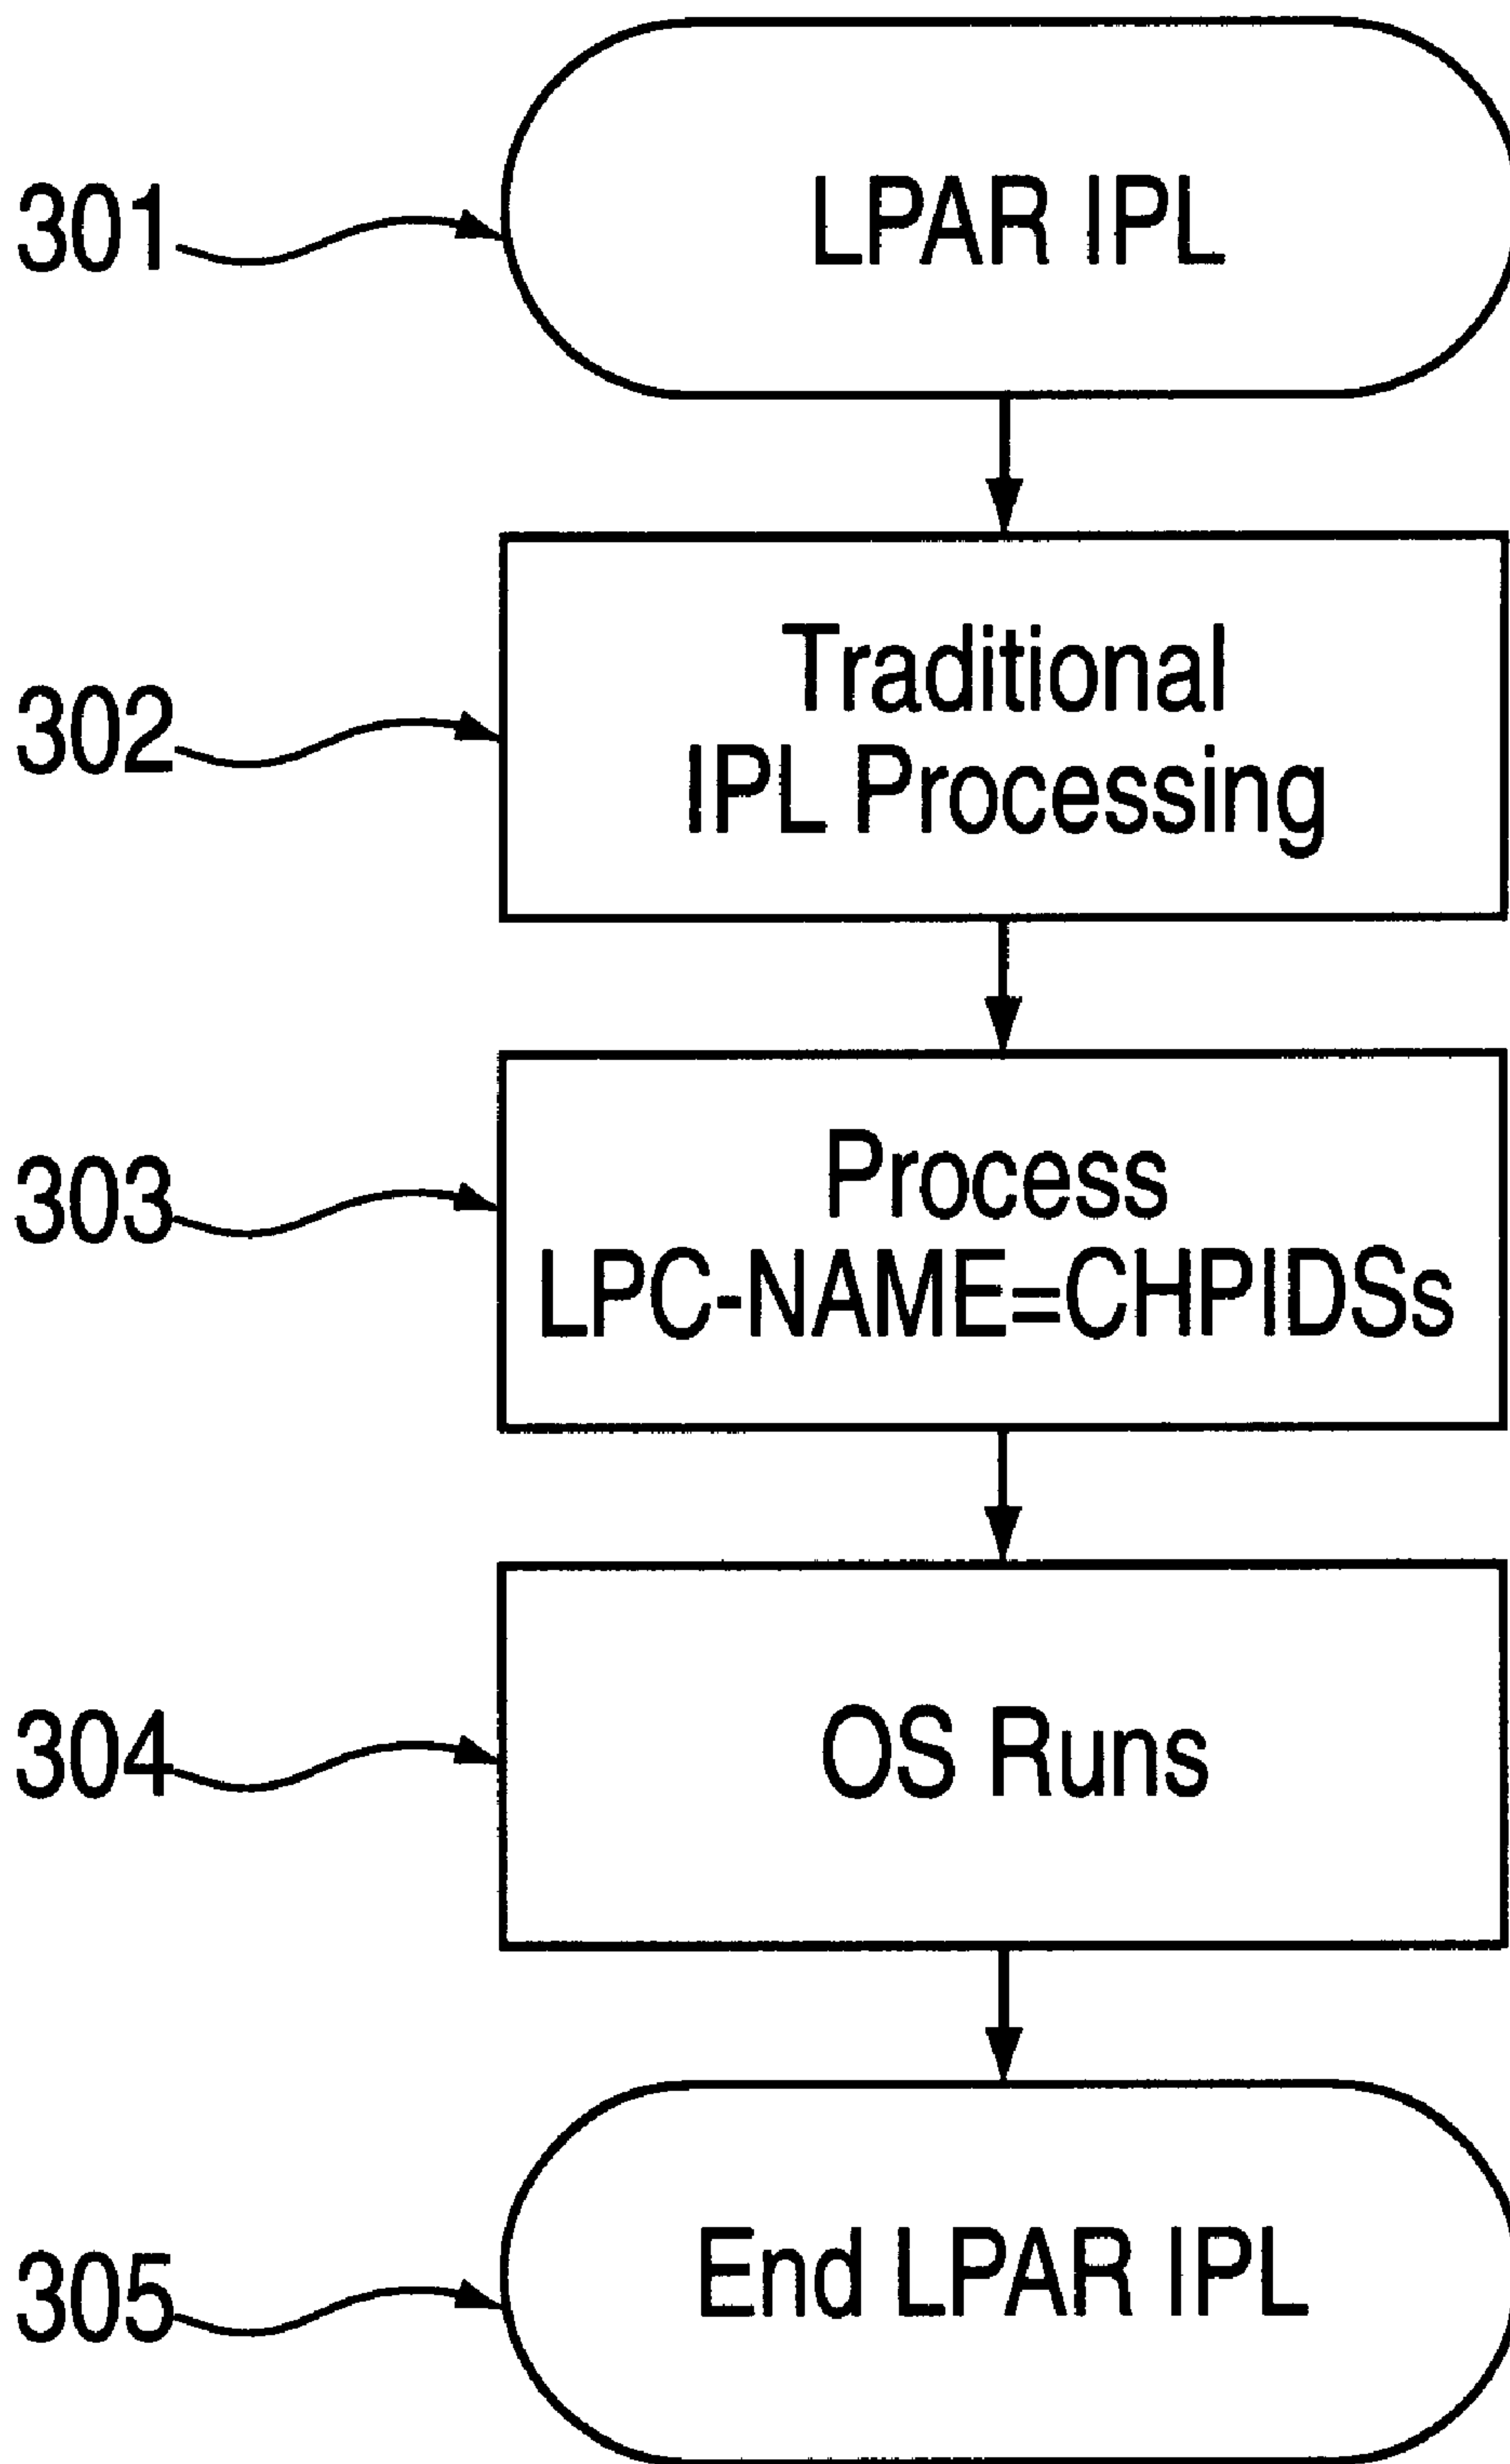 301
LPAR IPL
302
Traditional
IPL Processing
303
Process
LPC-NAME=CHPIDSs
304
OS Runs
305
End LPAR IPL